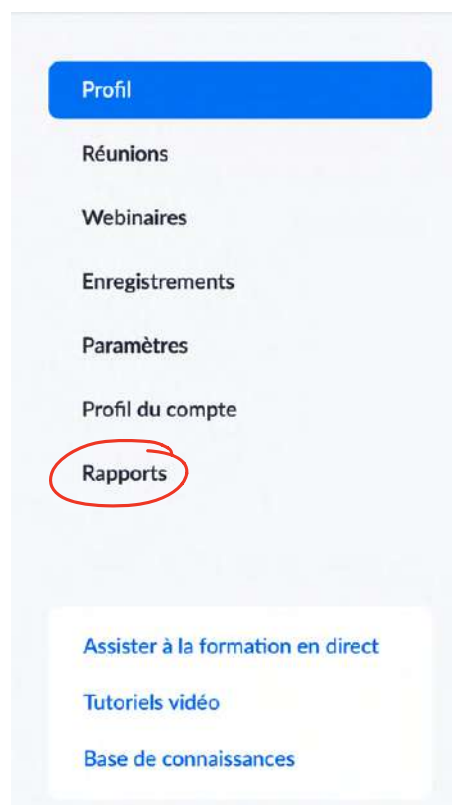 Profil
Réunions
Webinaires
Enregistrements
Paramètres
Profil du compte
Rapports
Assister à la formation en direct
Tutoriels vidéo
Base de connaissances